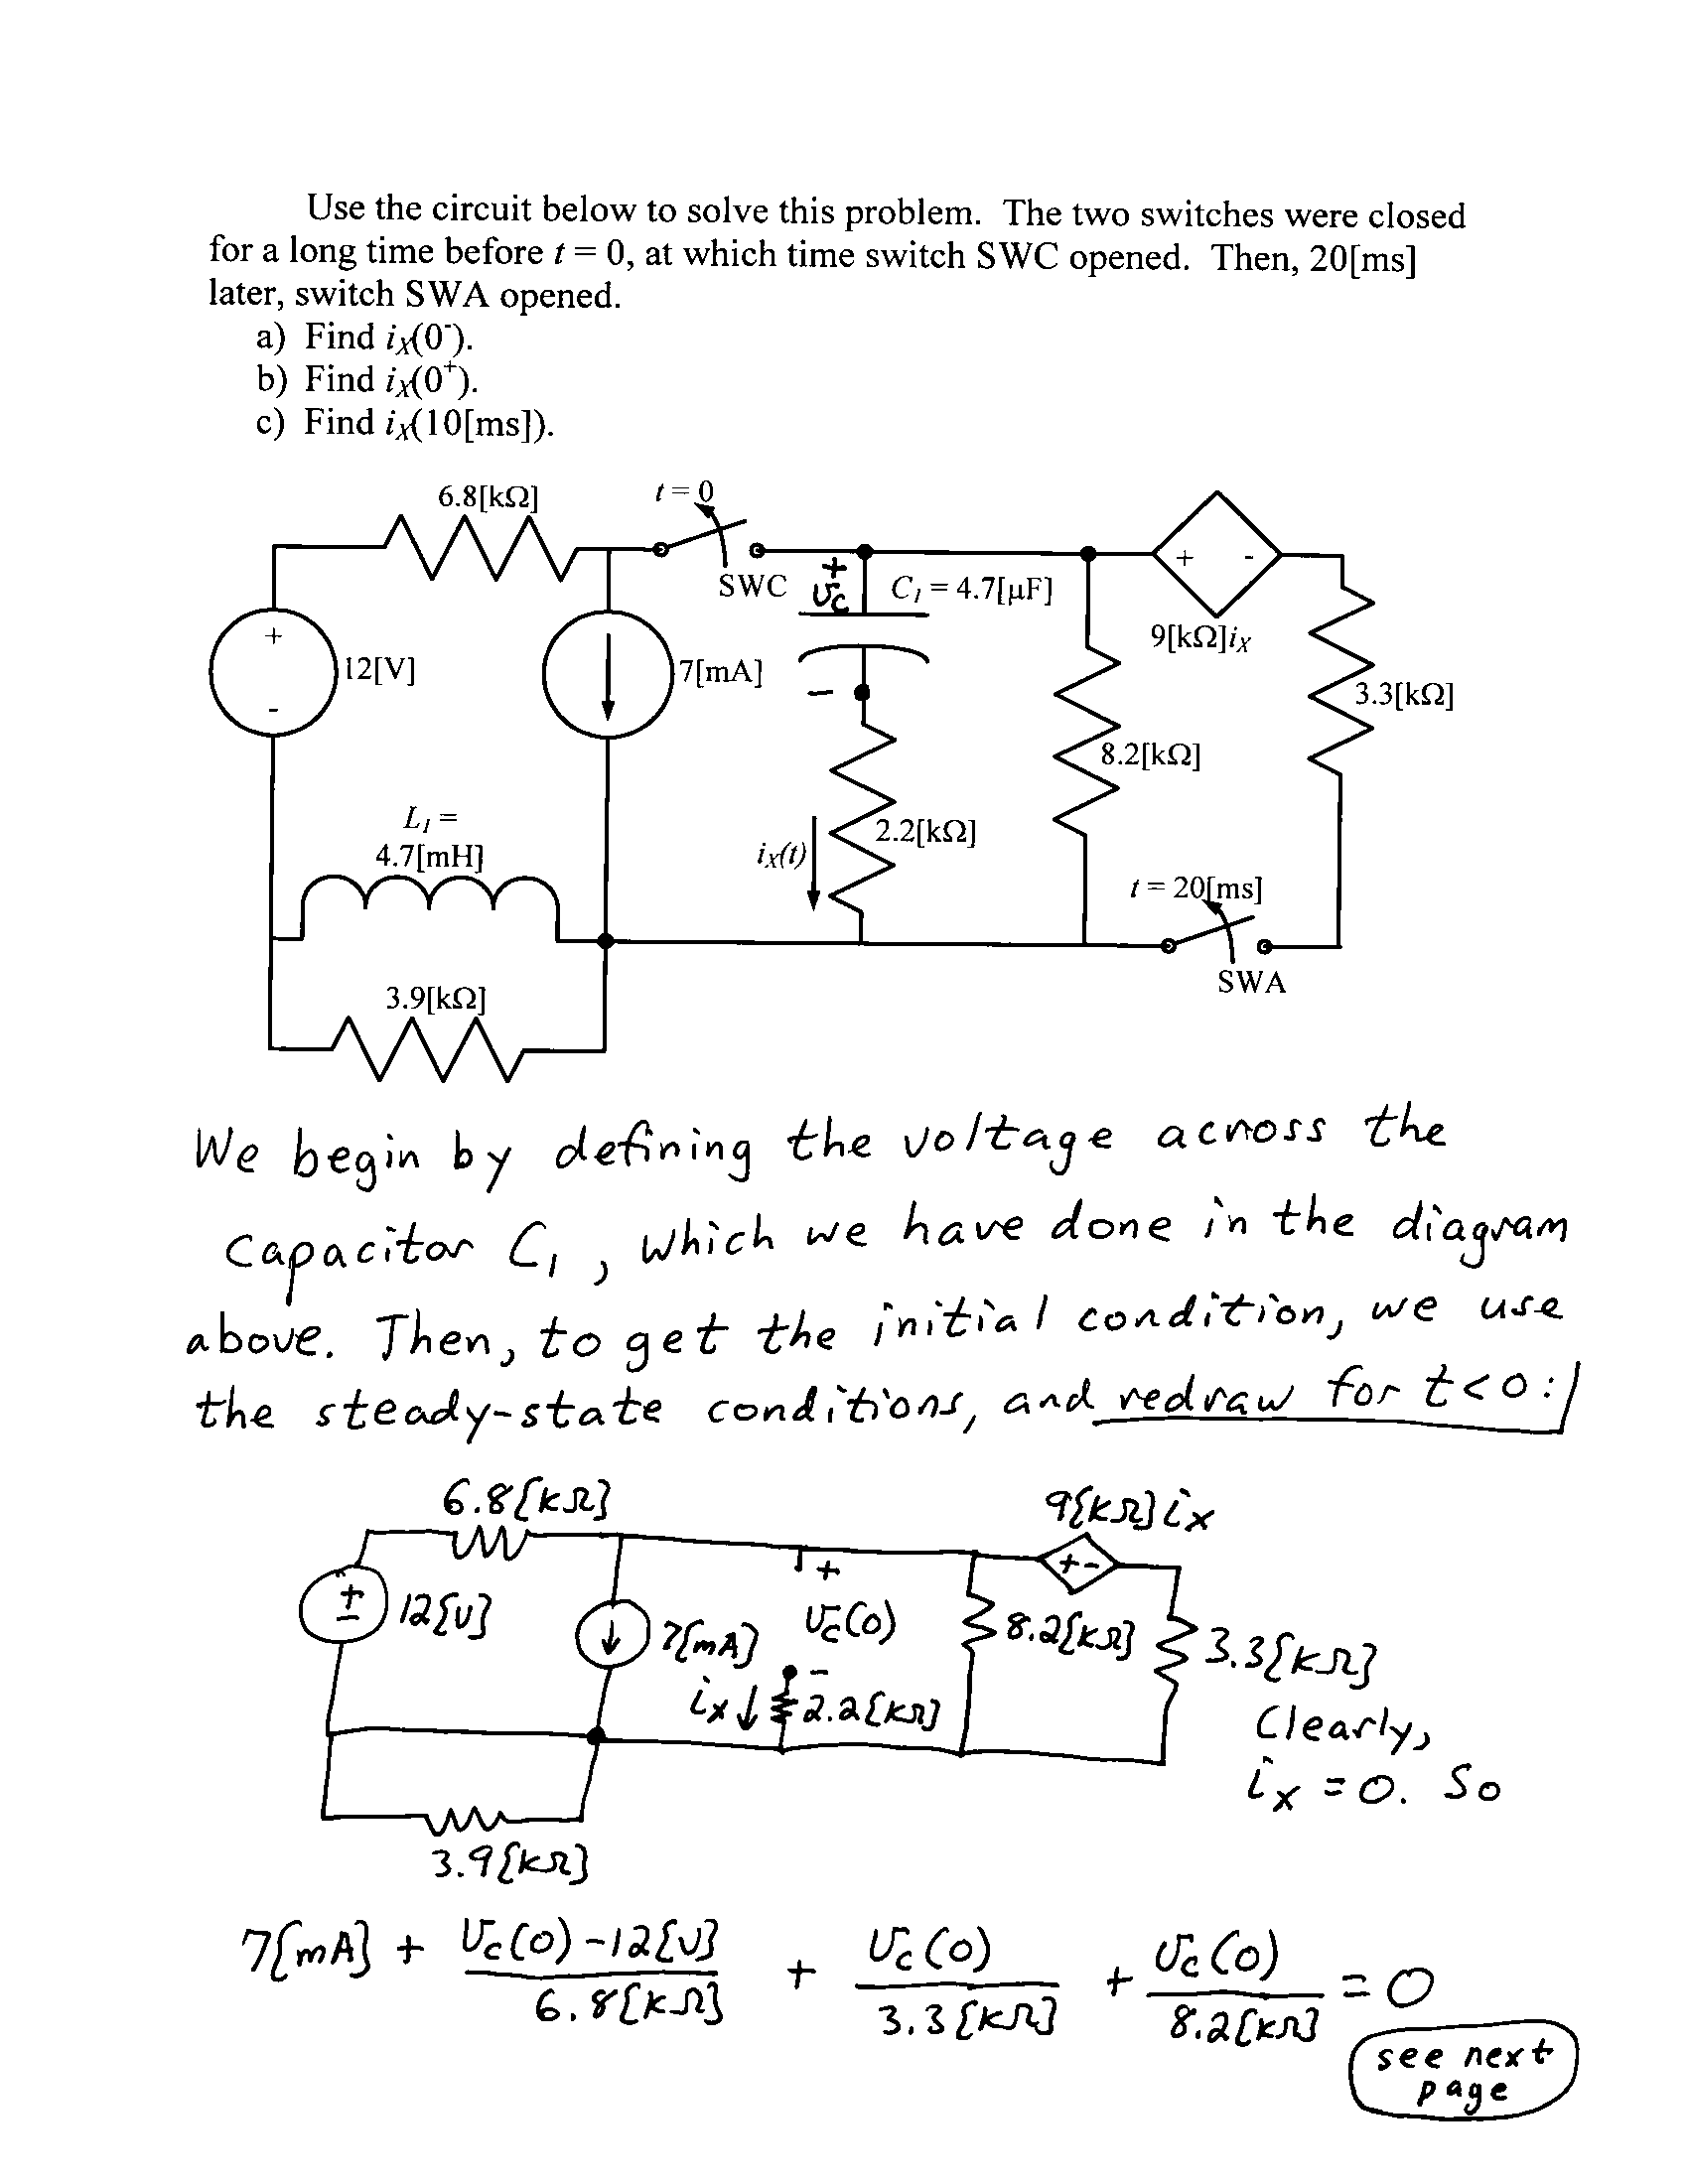 Use the circuit below to solve this problem. The two switches were closed
for a long time before t = 0, at which time switch SWC opened. Then, 20[ms]
later, switch SWA opened.
a) Find iX(0⁻).
b) Find iX(0⁺).
c) Find iX(10[ms]).
6.8[kΩ]
t = 0
SWC
+
vC
-
C1 = 4.7[μF]
+ -
9[kΩ]iX
+
12[V]
-
7[mA]
3.3[kΩ]
8.2[kΩ]
L1 =
4.7[mH]
iX(t)
2.2[kΩ]
t = 20[ms]
SWA
3.9[kΩ]
We begin by defining the voltage across the
capacitor C1, which we have done in the diagram
above. Then, to get the initial condition, we use
the steady-state conditions, and redraw for t<0:
6.8[kΩ]
9[kΩ]iX
+ -
+
-
12[V]
7[mA]
+
vC(0)
-
8.2[kΩ]
3.3[kΩ]
iX
2.2[kΩ]
Clearly,
iX = 0. So
3.9[kΩ]
7[mA] + (vC(0) - 12[V])/6.8[kΩ] + vC(0)/3.3[kΩ] + vC(0)/8.2[kΩ] = 0
see next
page